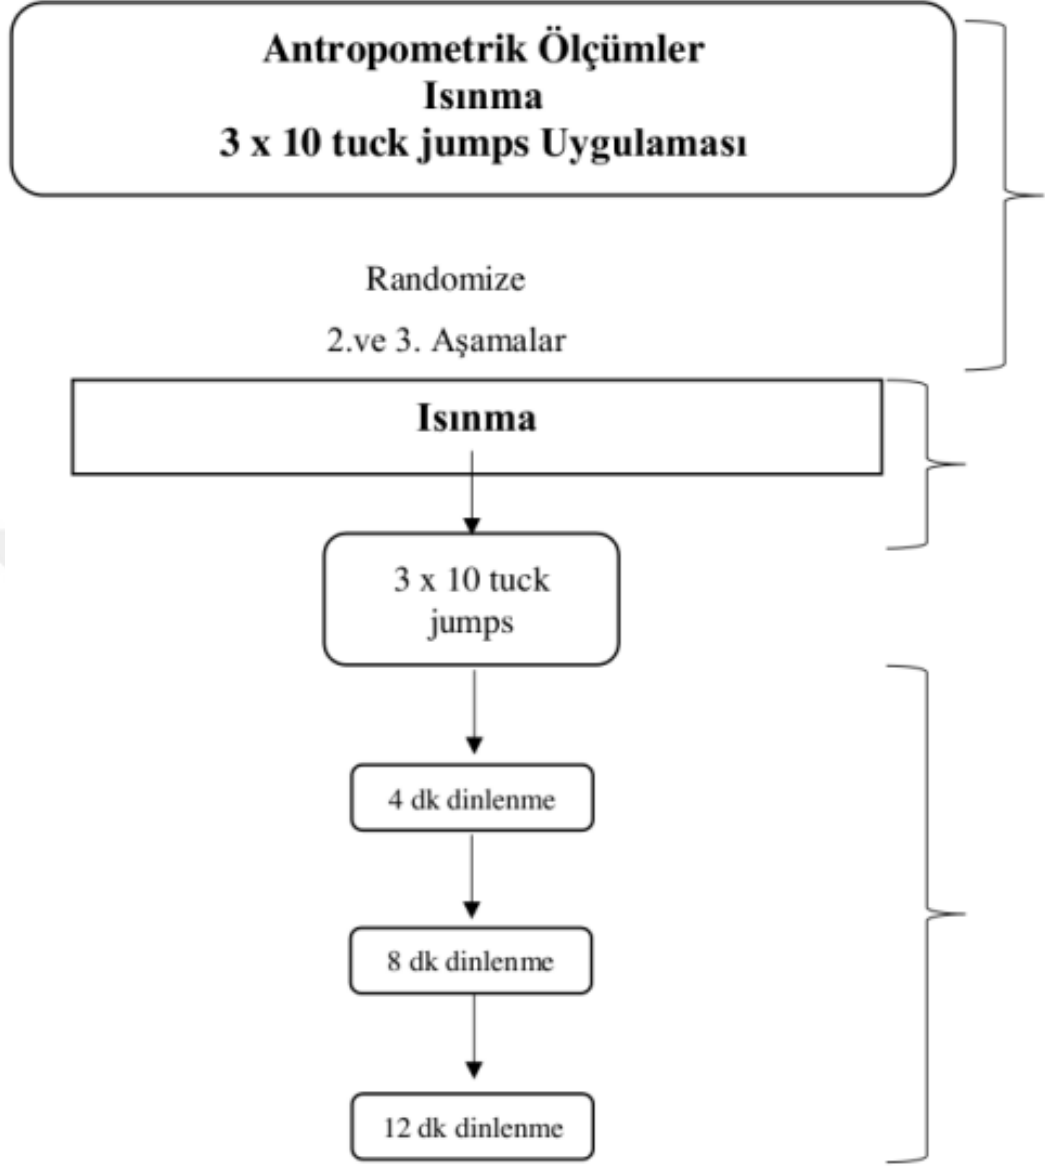 Antropometrik Ölçümler
Isınma
3 x 10 tuck jumps Uygulaması
Randomize
2.ve 3. Aşamalar
Isınma
3 x 10 tuck
jumps
4 dk dinlenme
8 dk dinlenme
12 dk dinlenme